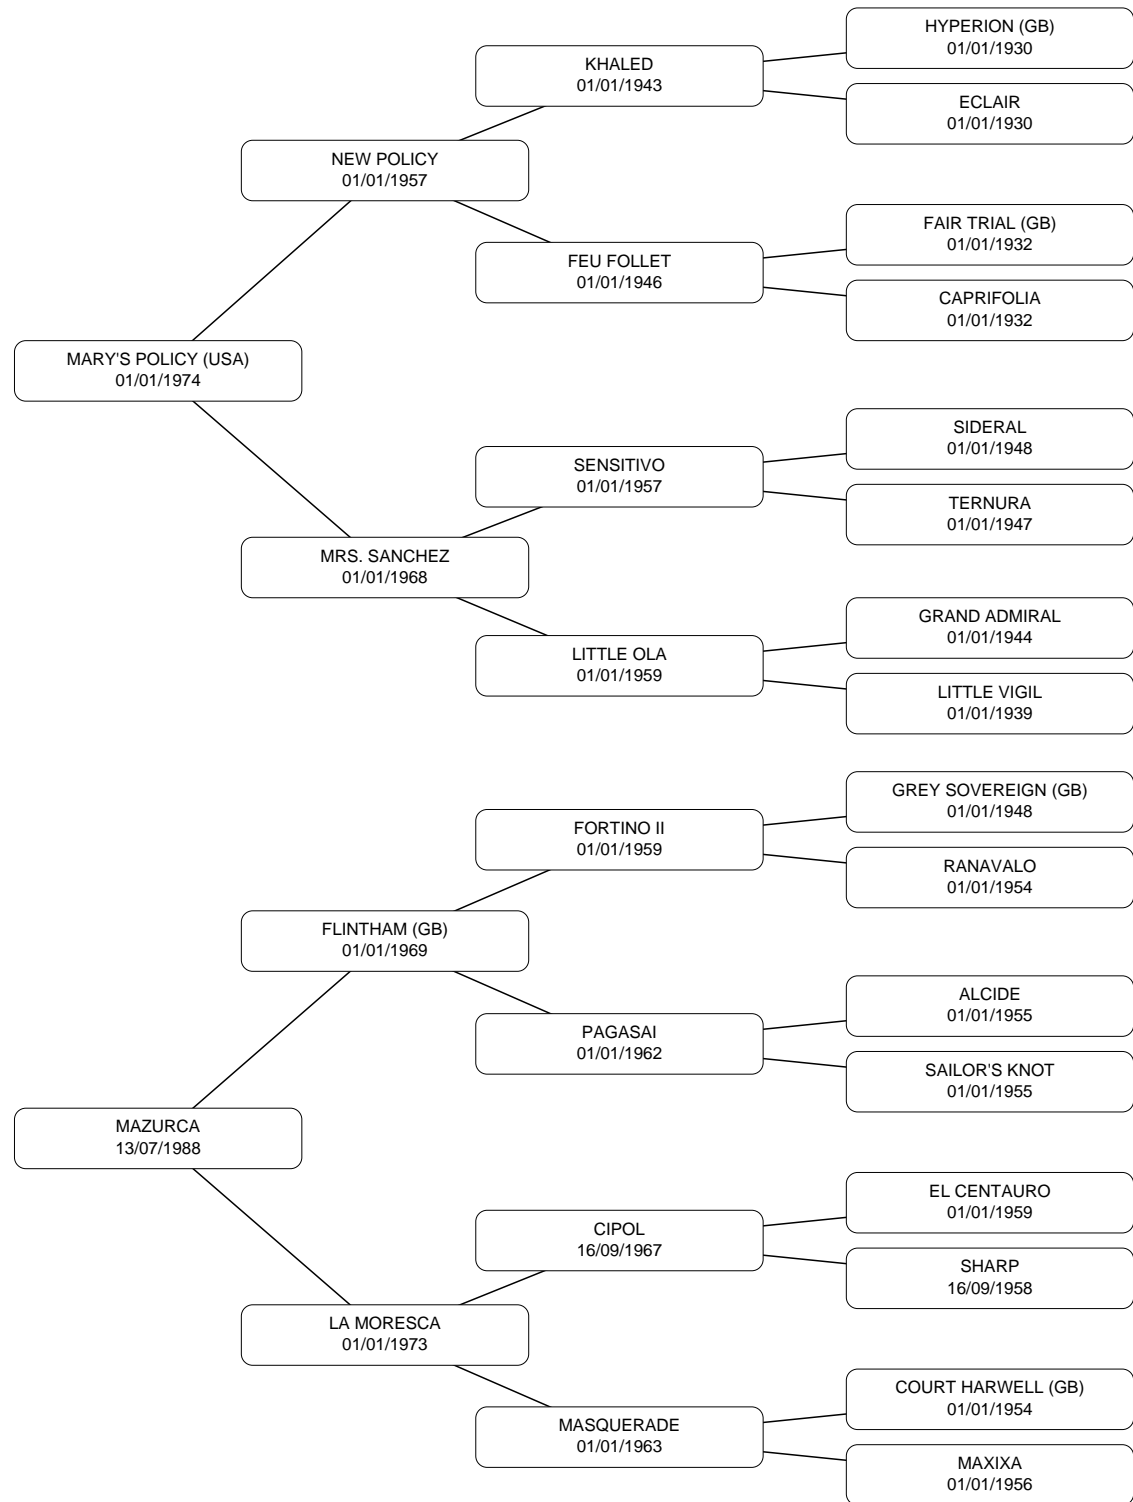 HYPERION (GB)
01/01/1930
KHALED
01/01/1943
ECLAIR
01/01/1930
NEW POLICY
01/01/1957
FAIR TRIAL (GB)
01/01/1932
FEU FOLLET
01/01/1946
CAPRIFOLIA
01/01/1932
MARY'S POLICY (USA)
01/01/1974
SIDERAL
01/01/1948
SENSITIVO
01/01/1957
TERNURA
01/01/1947
MRS. SANCHEZ
01/01/1968
GRAND ADMIRAL
01/01/1944
LITTLE OLA
01/01/1959
LITTLE VIGIL
01/01/1939
GREY SOVEREIGN (GB)
01/01/1948
FORTINO II
01/01/1959
RANAVALO
01/01/1954
FLINTHAM (GB)
01/01/1969
ALCIDE
01/01/1955
PAGASAI
01/01/1962
SAILOR'S KNOT
01/01/1955
MAZURCA
13/07/1988
EL CENTAURO
01/01/1959
CIPOL
16/09/1967
SHARP
16/09/1958
LA MORESCA
01/01/1973
COURT HARWELL (GB)
01/01/1954
MASQUERADE
01/01/1963
MAXIXA
01/01/1956